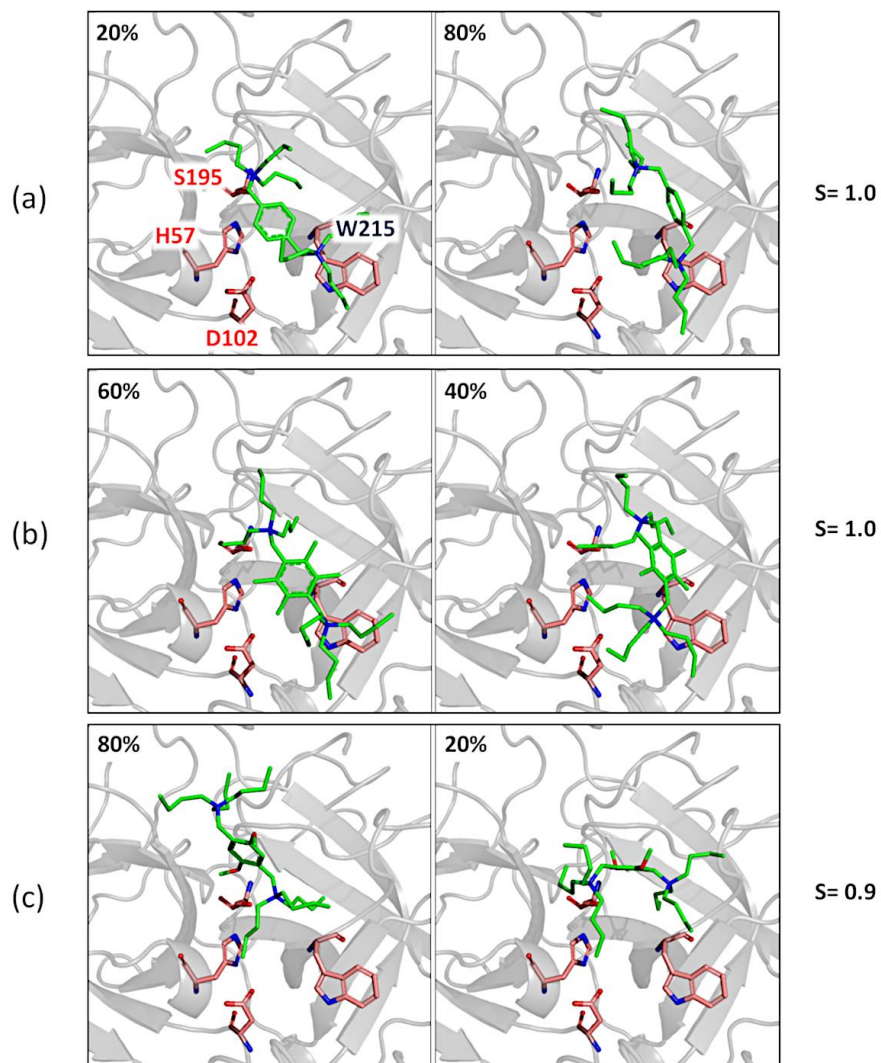 20%
80%
(a)
S195
H57
W215
D102
S= 1.0
60%
40%
(b)
S= 1.0
80%
20%
(c)
S= 0.9